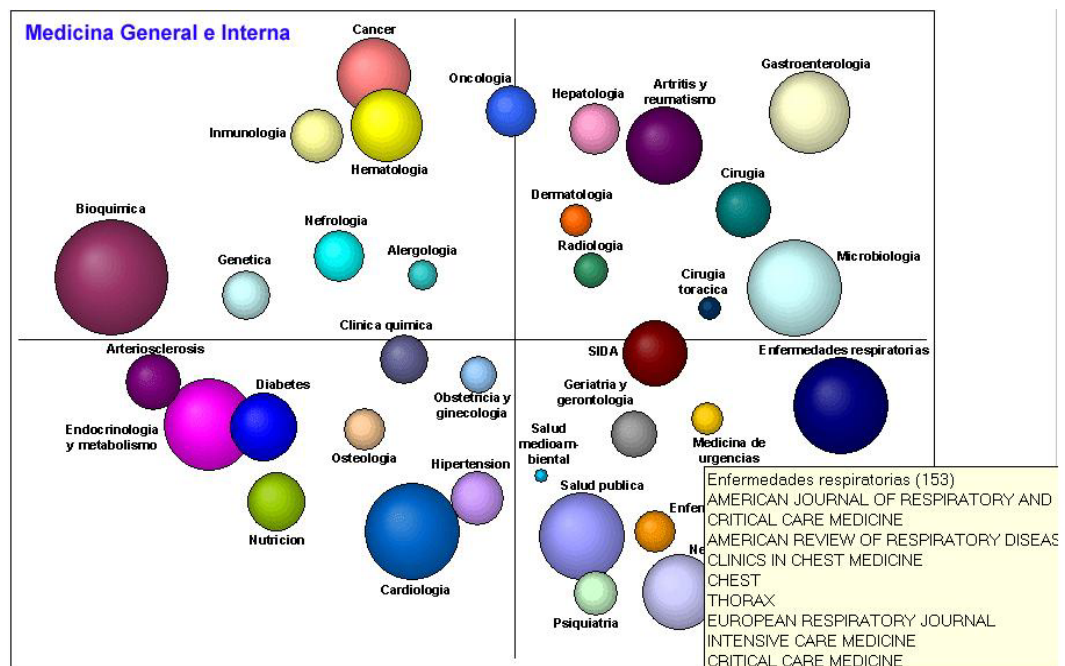 Medicina General e Interna
Cancer
Oncologia
Hepatologia
Artritis y
reumatismo
Gastroenterologia
Inmunologia
Hematologia
Dermatologia
Cirugia
Bioquimica
Nefrologia
Genetica
Alergologia
Radiologia
Cirugia
toracica
Microbiologia
Clinica quimica
Arteriosclerosis
SIDA
Enfermedades respiratorias
Diabetes
Endocrinologia
y metabolismo
Obstetricia y
ginecologia
Geriatria y
gerontologia
Osteologia
Salud
medioam-
biental
Medicina de
urgencias
Hipertension
Nutricion
Cardiologia
Salud publica
Enfer
Ne
Psiquiatria
Enfermedades respiratorias (153)
AMERICAN JOURNAL OF RESPIRATORY AND
CRITICAL CARE MEDICINE
AMERICAN REVIEW OF RESPIRATORY DISEAS
CLINICS IN CHEST MEDICINE
CHEST
THORAX
EUROPEAN RESPIRATORY JOURNAL
INTENSIVE CARE MEDICINE
CRITICAL CARE MEDICINE